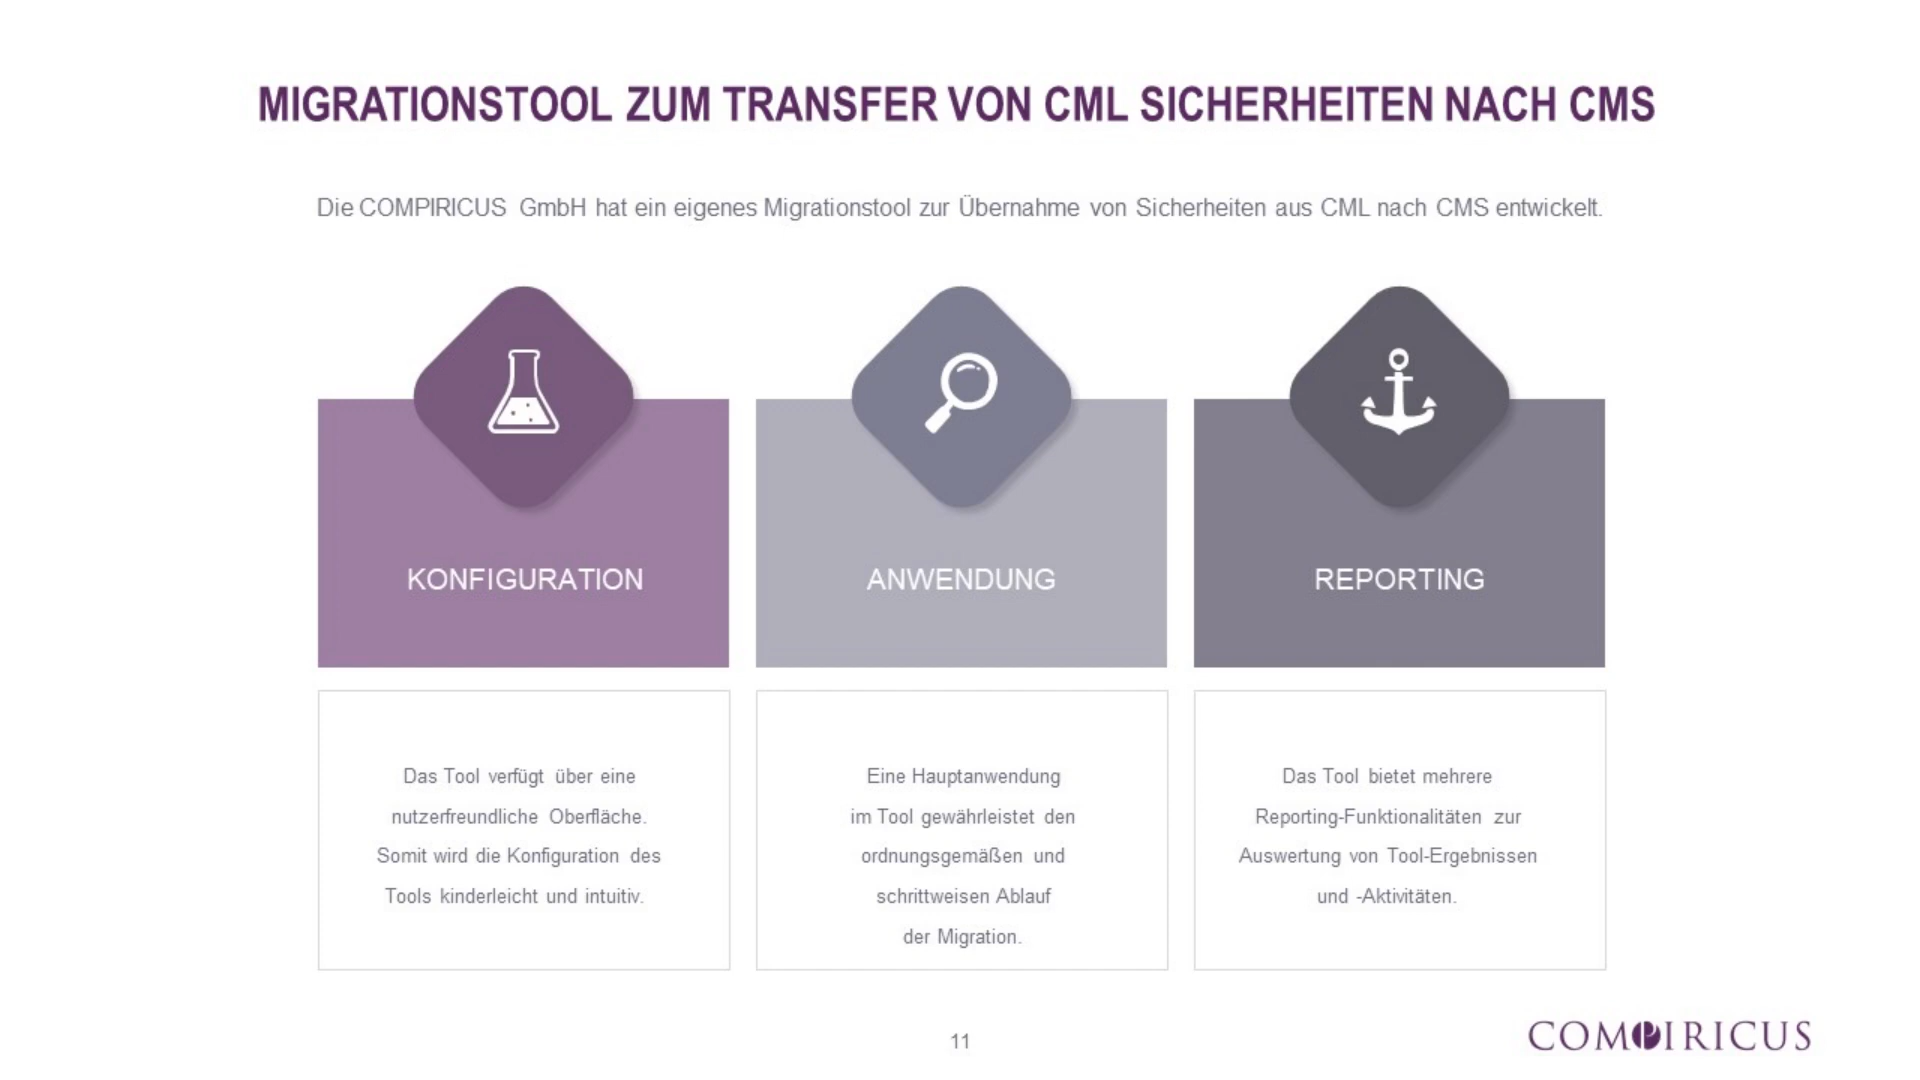 MIGRATIONSTOOL ZUM TRANSFER VON CML SICHERHEITEN NACH CMS
Die COMPIRICUS GmbH hat ein eigenes Migrationstool zur Übernahme von Sicherheiten aus CML nach CMS entwickelt.
KONFIGURATION
Das Tool verfügt über eine
nutzerfreundliche Oberfläche.
Somit wird die Konfiguration des
Tools kinderleicht und intuitiv.
ANWENDUNG
Eine Hauptanwendung
im Tool gewährleistet den
ordnungsgemäßen und
schrittweisen Ablauf
der Migration.
REPORTING
Das Tool bietet mehrere
Reporting-Funktionalitäten zur
Auswertung von Tool-Ergebnissen
und -Aktivitäten.
11
COMPIRICUS